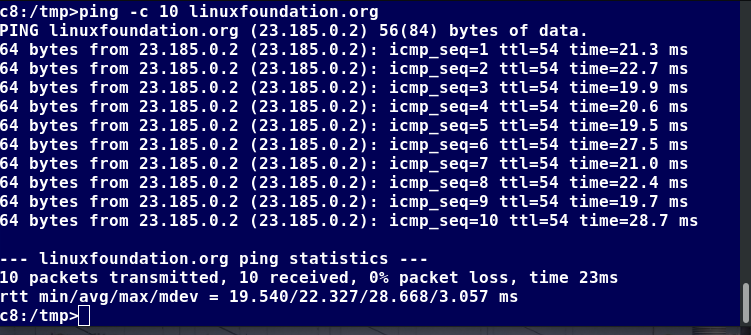 c8:/tmp>ping -c 10 linuxfoundation.org
PING linuxfoundation.org (23.185.0.2) 56(84) bytes of data.
64 bytes from 23.185.0.2 (23.185.0.2): icmp_seq=1 ttl=54 time=21.3 ms
64 bytes from 23.185.0.2 (23.185.0.2): icmp_seq=2 ttl=54 time=22.7 ms
64 bytes from 23.185.0.2 (23.185.0.2): icmp_seq=3 ttl=54 time=19.9 ms
64 bytes from 23.185.0.2 (23.185.0.2): icmp_seq=4 ttl=54 time=20.6 ms
64 bytes from 23.185.0.2 (23.185.0.2): icmp_seq=5 ttl=54 time=19.5 ms
64 bytes from 23.185.0.2 (23.185.0.2): icmp_seq=6 ttl=54 time=27.5 ms
64 bytes from 23.185.0.2 (23.185.0.2): icmp_seq=7 ttl=54 time=21.0 ms
64 bytes from 23.185.0.2 (23.185.0.2): icmp_seq=8 ttl=54 time=22.4 ms
64 bytes from 23.185.0.2 (23.185.0.2): icmp_seq=9 ttl=54 time=19.7 ms
64 bytes from 23.185.0.2 (23.185.0.2): icmp_seq=10 ttl=54 time=28.7 ms
--- linuxfoundation.org ping statistics ---
10 packets transmitted, 10 received, 0% packet loss, time 23ms
rtt min/avg/max/mdev = 19.540/22.327/28.668/3.057 ms
c8:/tmp>